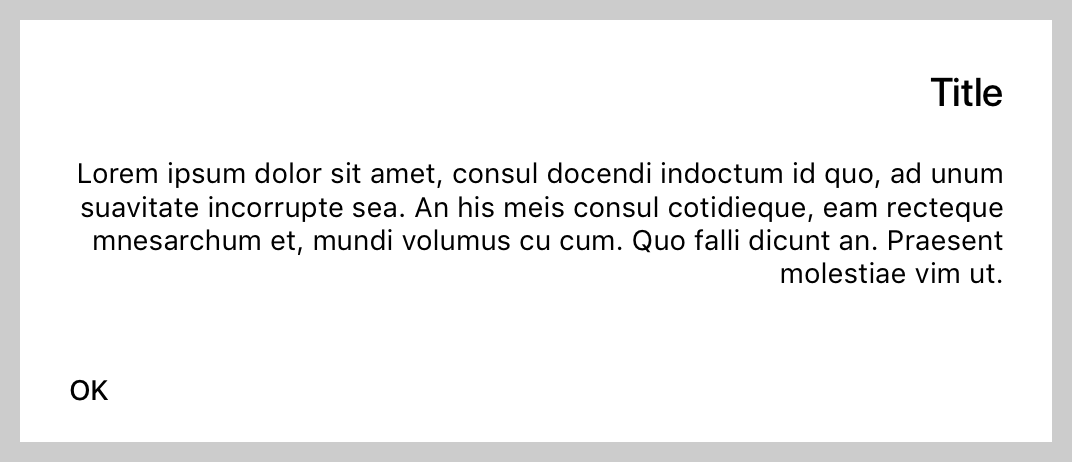 Title
Lorem ipsum dolor sit amet, consul docendi indoctum id quo, ad unum
suavitate incorrupte sea. An his meis consul cotidieque, eam recteque
mnesarchum et, mundi volumus cu cum. Quo falli dicunt an. Praesent
molestiae vim ut.
OK